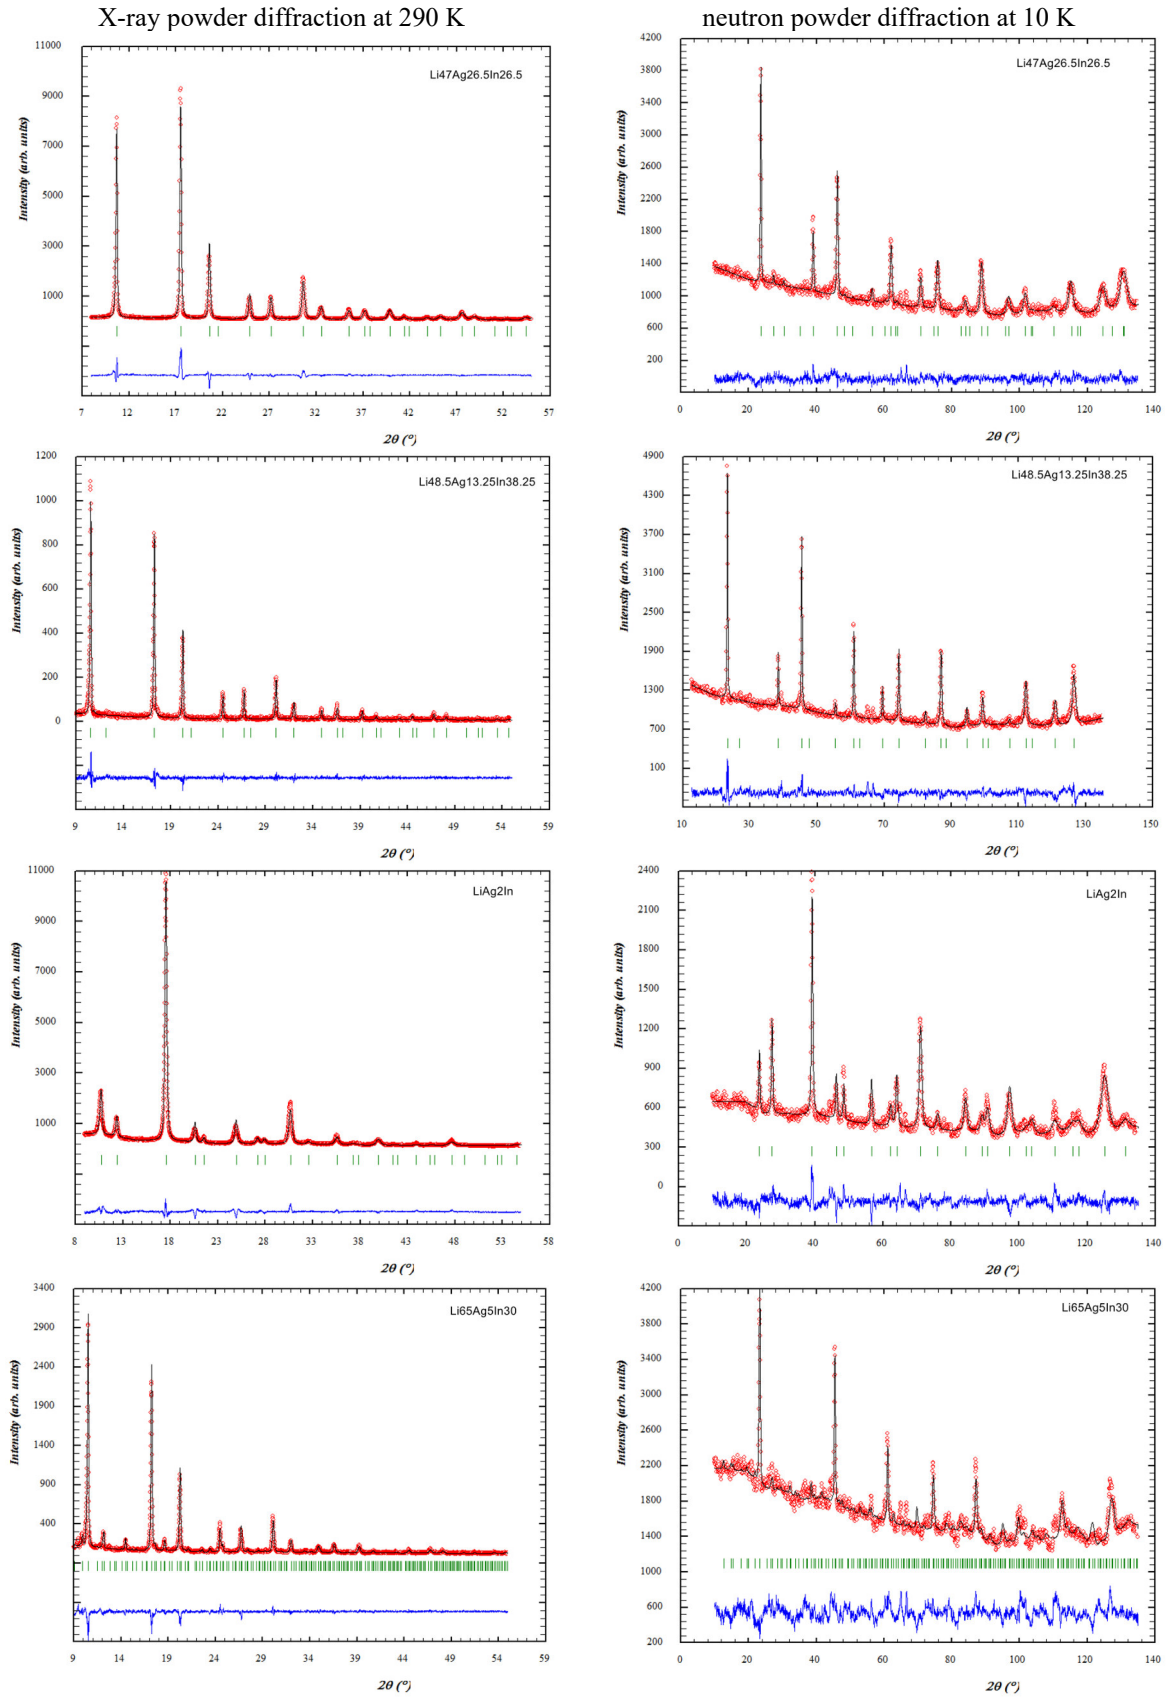 X-ray powder diffraction at 290 K
neutron powder diffraction at 10 K
11000
9000
7000
5000
3000
1000
Intensity (arb. units)
Li47Ag26.5In26.5
7 12 17 22 27 32 37 42 47 52 57
2θ (°)
4200
3800
3400
3000
2600
2200
1800
1400
1000
600
200
Intensity (arb. units)
Li47Ag26.5In26.5
0 20 40 60 80 100 120 140
2θ (°)
1200
1000
800
600
400
200
0
Intensity (arb. units)
Li48.5Ag13.25In38.25
9 14 19 24 29 34 39 44 49 54 59
2θ (°)
4900
4300
3700
3100
2500
1900
1300
700
100
Intensity (arb. units)
Li48.5Ag13.25In38.25
10 30 50 70 90 110 130 150
2θ (°)
11000
9000
7000
5000
3000
1000
Intensity (arb. units)
LiAg2In
8 13 18 23 28 33 38 43 48 53 58
2θ (°)
2400
2100
1800
1500
1200
900
600
300
0
Intensity (arb. units)
LiAg2In
0 20 40 60 80 100 120 140
2θ (°)
3400
2900
2400
1900
1400
900
400
Intensity (arb. units)
Li65Ag5In30
9 14 19 24 29 34 39 44 49 54 59
2θ (°)
4200
3800
3400
3000
2600
2200
1800
1400
1000
600
200
Intensity (arb. units)
Li65Ag5In30
0 20 40 60 80 100 120 140
2θ (°)